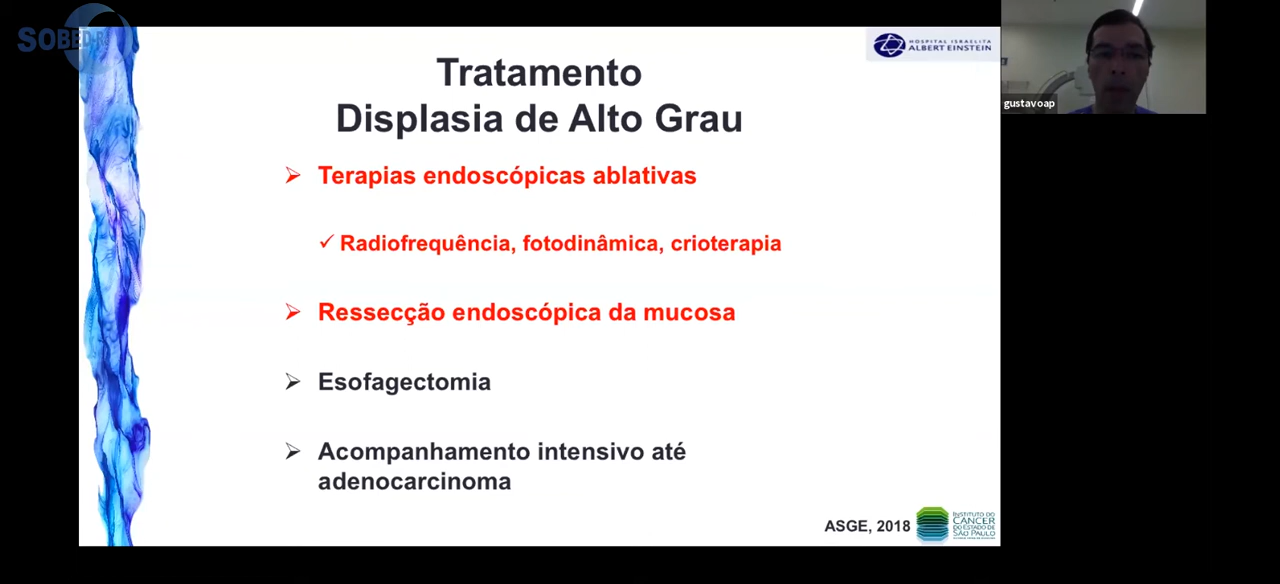 SOBED
HOSPITAL ISRAELITA
ALBERT EINSTEIN
gustavoap
Tratamento
Displasia de Alto Grau
Terapias endoscópicas ablativas
Radiofrequência, fotodinâmica, crioterapia
Ressecção endoscópica da mucosa
Esofagectomia
Acompanhamento intensivo até
adenocarcinoma
ASGE, 2018
INSTITUTO DO
CÂNCER
DO ESTADO DE
SÃO PAULO